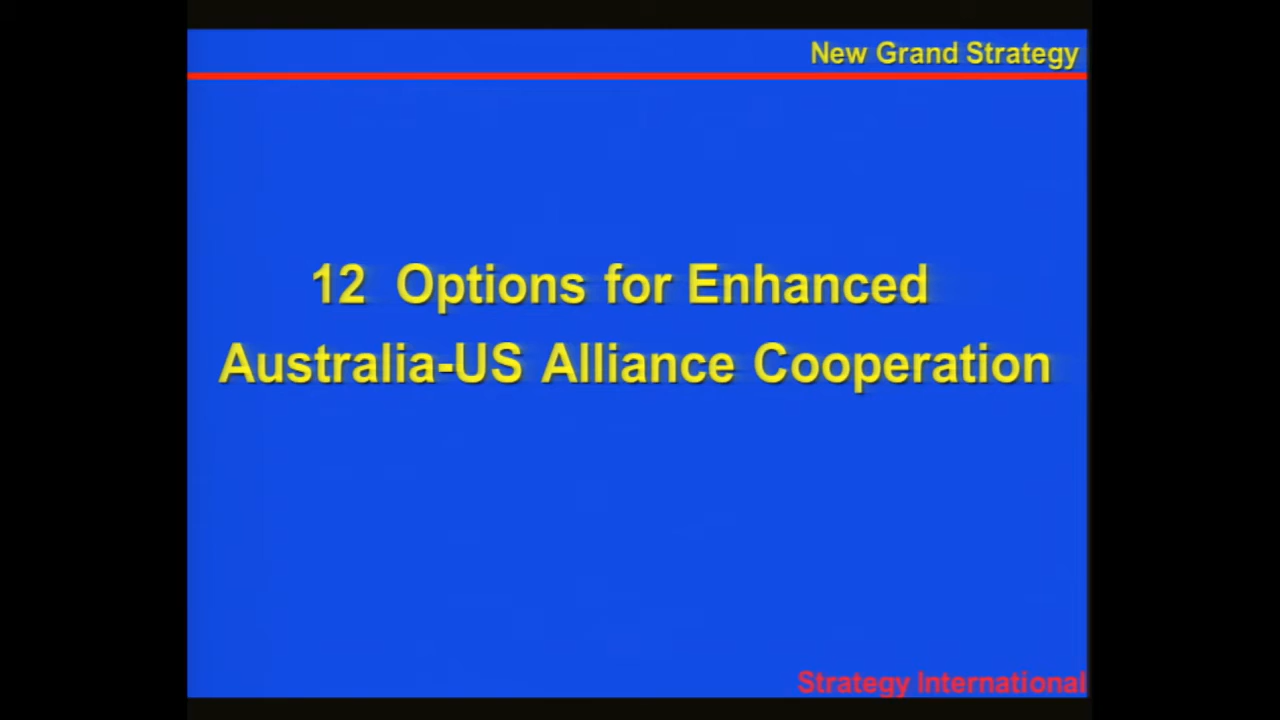 New Grand Strategy
12 Options for Enhanced
Australia-US Alliance Cooperation
Strategy International